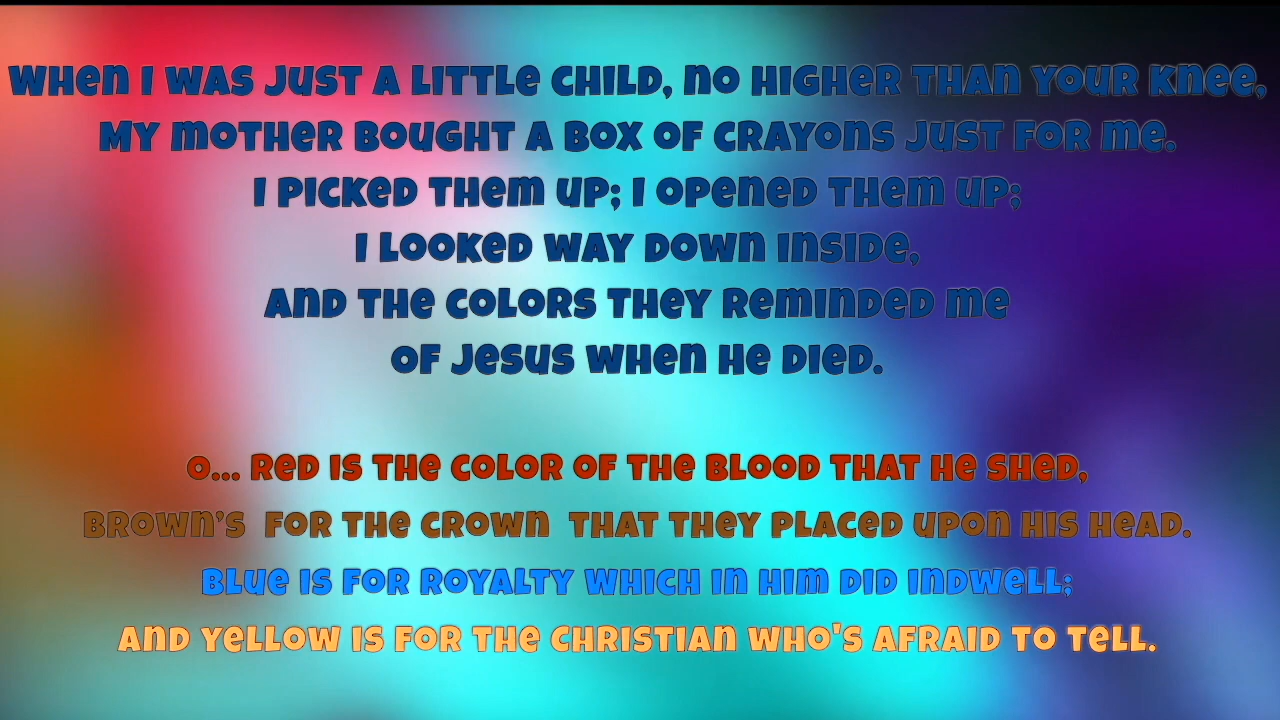 When I was just a little child, no higher than your knee,
My mother bought a box of crayons just for me.
I picked them up; I opened them up;
I looked way down inside,
And the colors they reminded me
of Jesus when He died.
O... Red is the color of the blood that He shed,
Brown's for the crown that they placed upon His head.
Blue is for royalty which in Him did indwell;
And yellow is for the Christian who's afraid to tell.